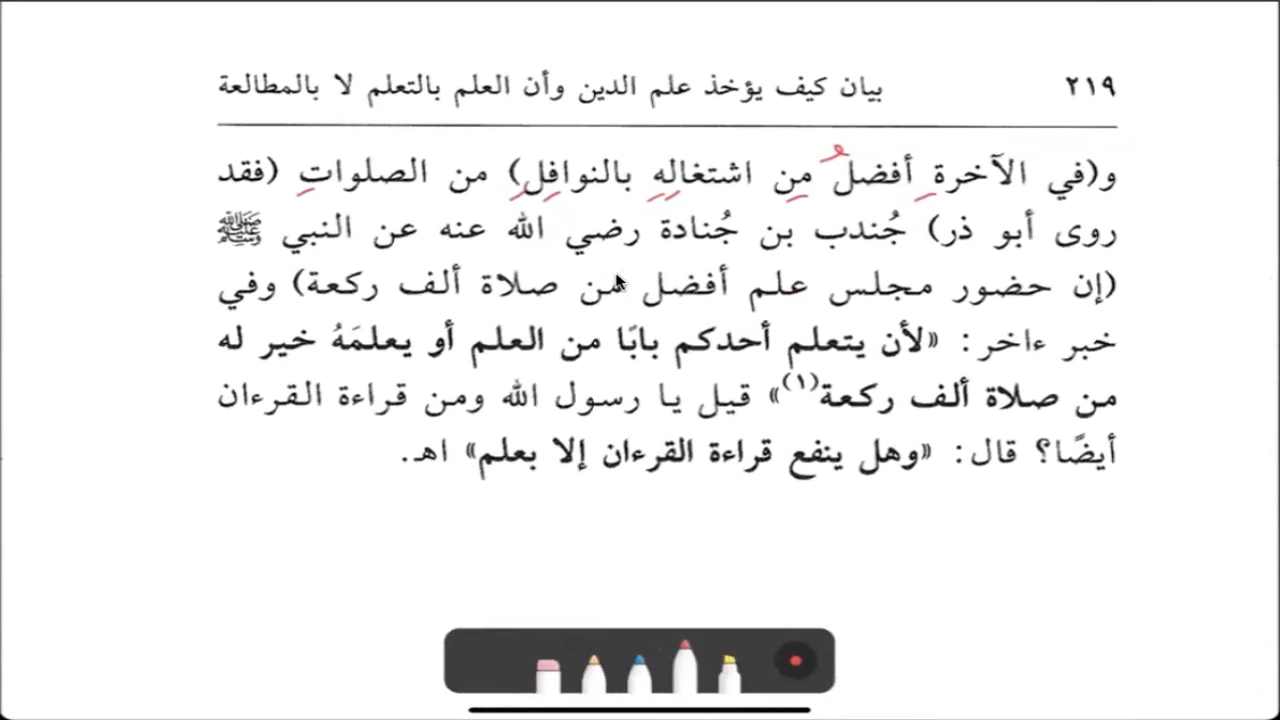 ٢١٩ بيان كيف يؤخذ علم الدين وأن العلم بالتعلم لا بالمطالعة
و(في الآخرةِ أفضلُ مِن اشتغالِهِ بالنوافِلِ) من الصلواتِ (فقد
روى أبو ذر) جُندب بن جُنادة رضي الله عنه عن النبي ﷺ
(إن حضور مجلس علم أفضل من صلاة ألف ركعة) وفي
خبر ءاخر: «لأن يتعلم أحدكم بابًا من العلم أو يعلمَهُ خير له
من صلاة ألف ركعة(١)» قيل يا رسول الله ومن قراءة القرءان
أيضًا؟ قال: «وهل ينفع قراءة القرءان إلا بعلم» اهـ.